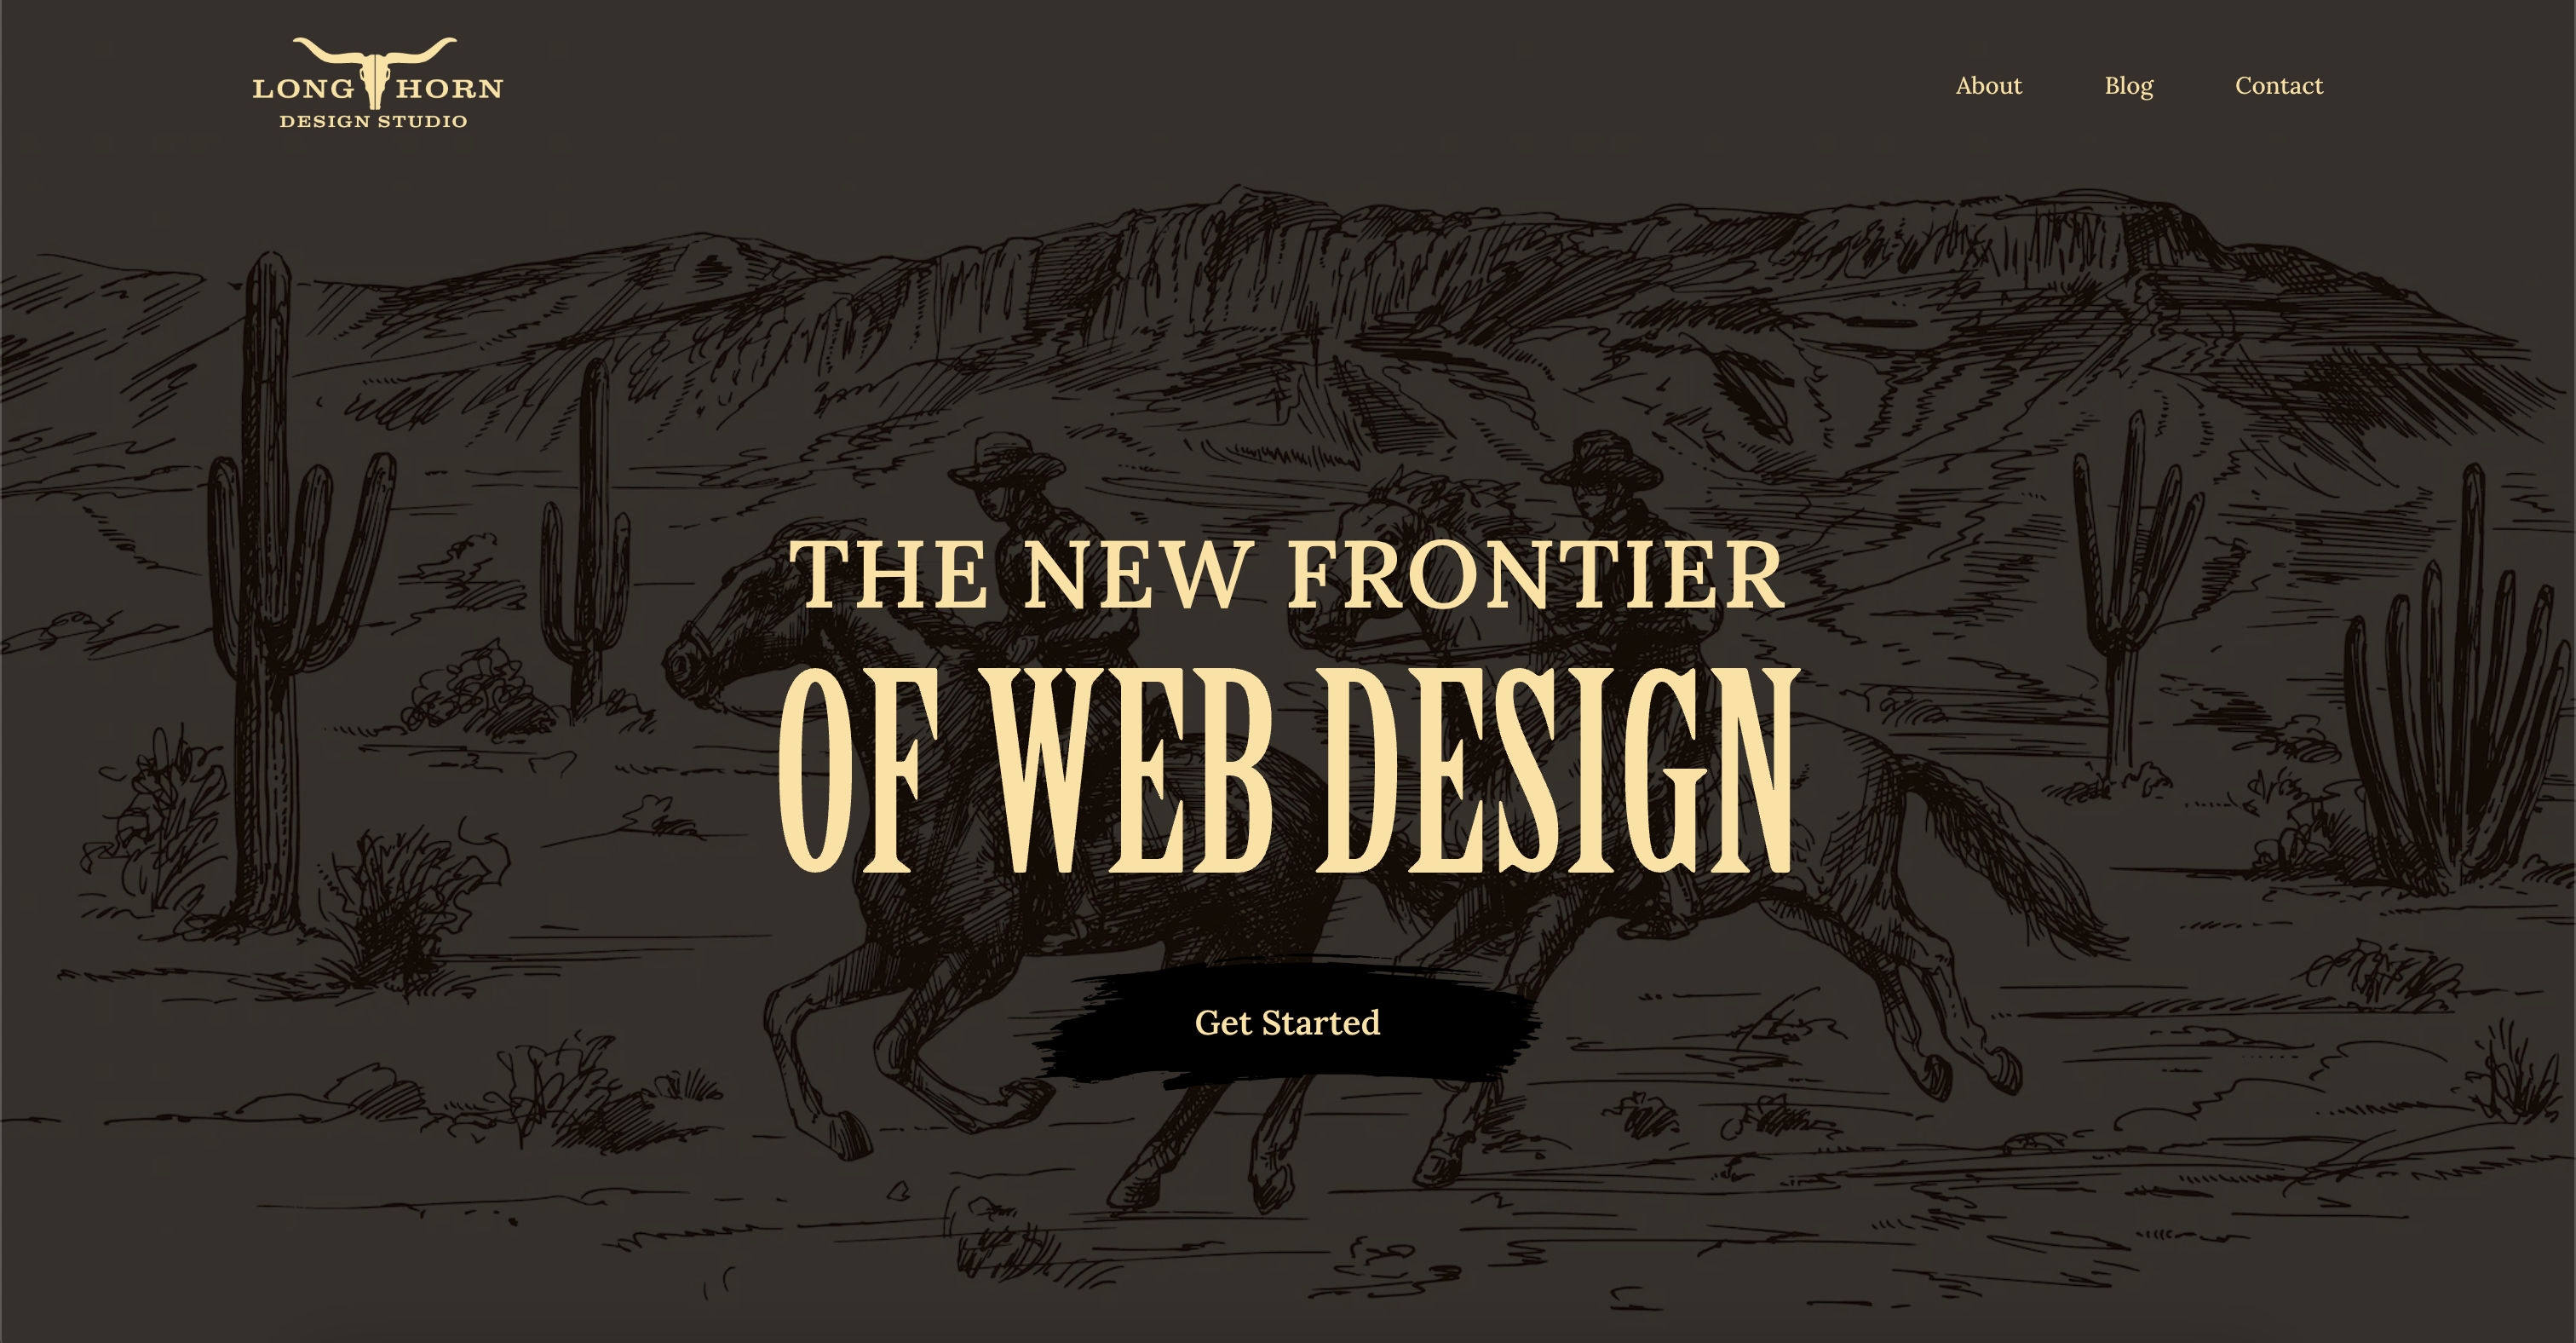 LONG HORN
DESIGN STUDIO
About Blog Contact
THE NEW FRONTIER
OF WEB DESIGN
Get Started